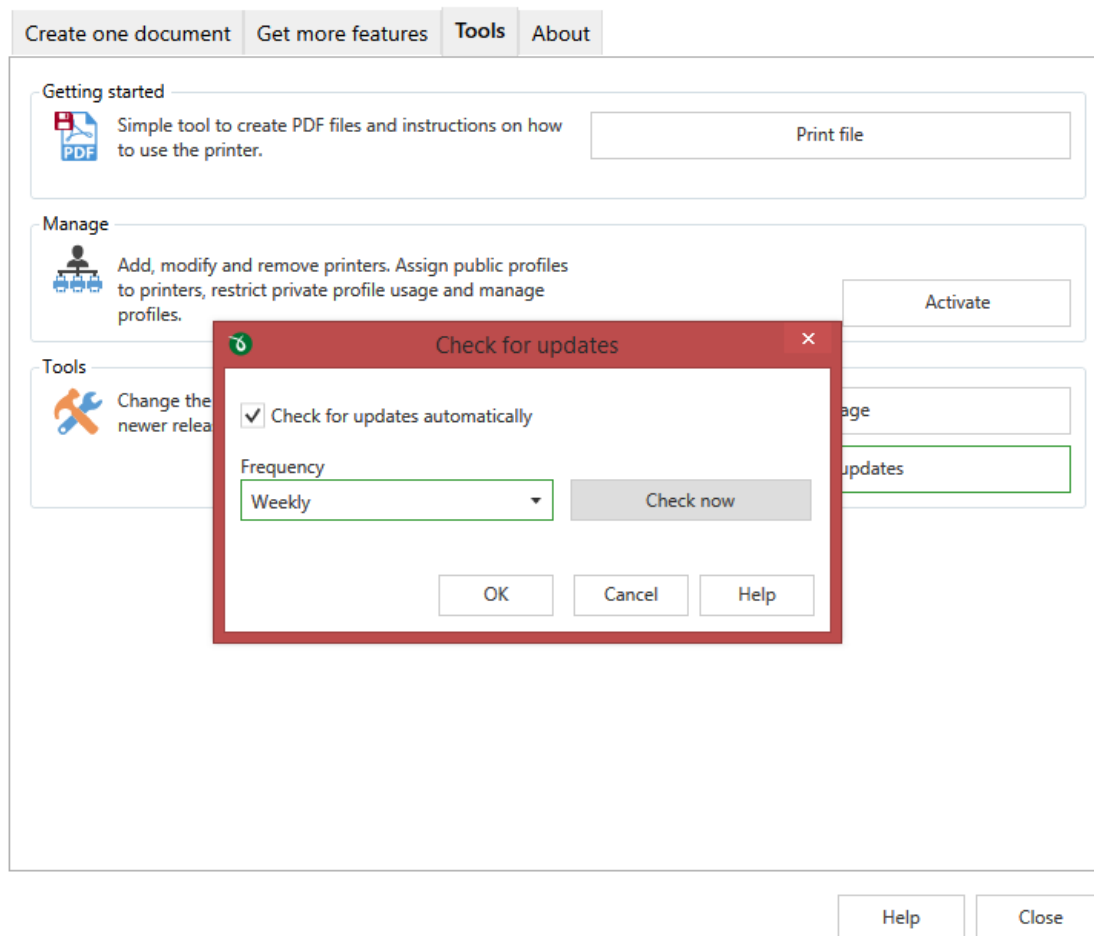 Create one document Get more features Tools About
Getting started
Simple tool to create PDF files and instructions on how
to use the printer.
Print file
PDF
Manage
Add, modify and remove printers. Assign public profiles
to printers, restrict private profile usage and manage
profiles.
Activate
Tools
Change the
newer relea
age
updates
Check for updates
Check for updates automatically
Frequency
Weekly
Check now
OK Cancel Help
Help Close